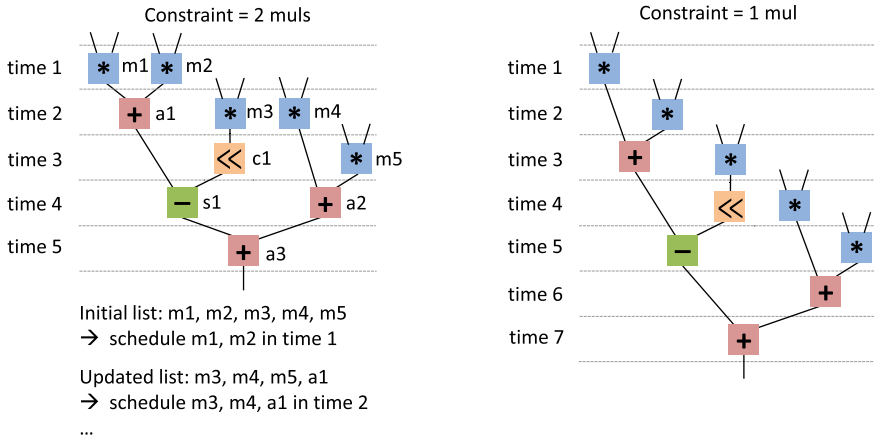 Constraint = 2 muls
time 1 * m1 * m2
time 2 + a1 * m3 * m4
time 3 << c1 * m5
time 4 − s1 + a2
time 5 + a3
Initial list: m1, m2, m3, m4, m5
→ schedule m1, m2 in time 1
Updated list: m3, m4, m5, a1
→ schedule m3, m4, a1 in time 2
...
Constraint = 1 mul
time 1 *
time 2 *
time 3 + *
time 4 << *
time 5 − *
time 6 +
time 7 +